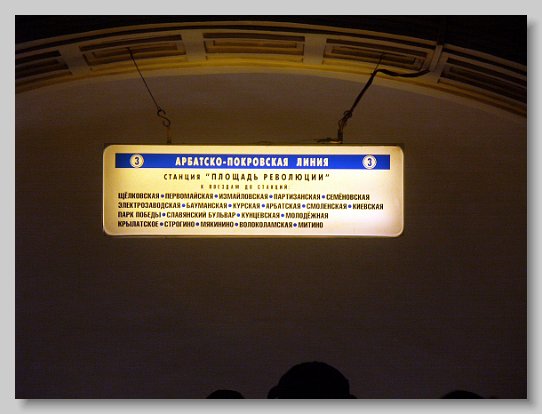 3 АРБАТСКО-ПОКРОВСКАЯ ЛИНИЯ 3
СТАНЦИЯ "ПЛОЩАДЬ РЕВОЛЮЦИИ"
К ПОЕЗДАМ ДО СТАНЦИЙ:
ЩЁЛКОВСКАЯ•ПЕРВОМАЙСКАЯ•ИЗМАЙЛОВСКАЯ•ПАРТИЗАНСКАЯ•СЕМЁНОВСКАЯ
ЭЛЕКТРОЗАВОДСКАЯ•БАУМАНСКАЯ•КУРСКАЯ•АРБАТСКАЯ•СМОЛЕНСКАЯ•КИЕВСКАЯ
ПАРК ПОБЕДЫ•СЛАВЯНСКИЙ БУЛЬВАР•КУНЦЕВСКАЯ•МОЛОДЁЖНАЯ
КРЫЛАТСКОЕ•СТРОГИНО•МЯКИНИНО•ВОЛОКОЛАМСКАЯ•МИТИНО